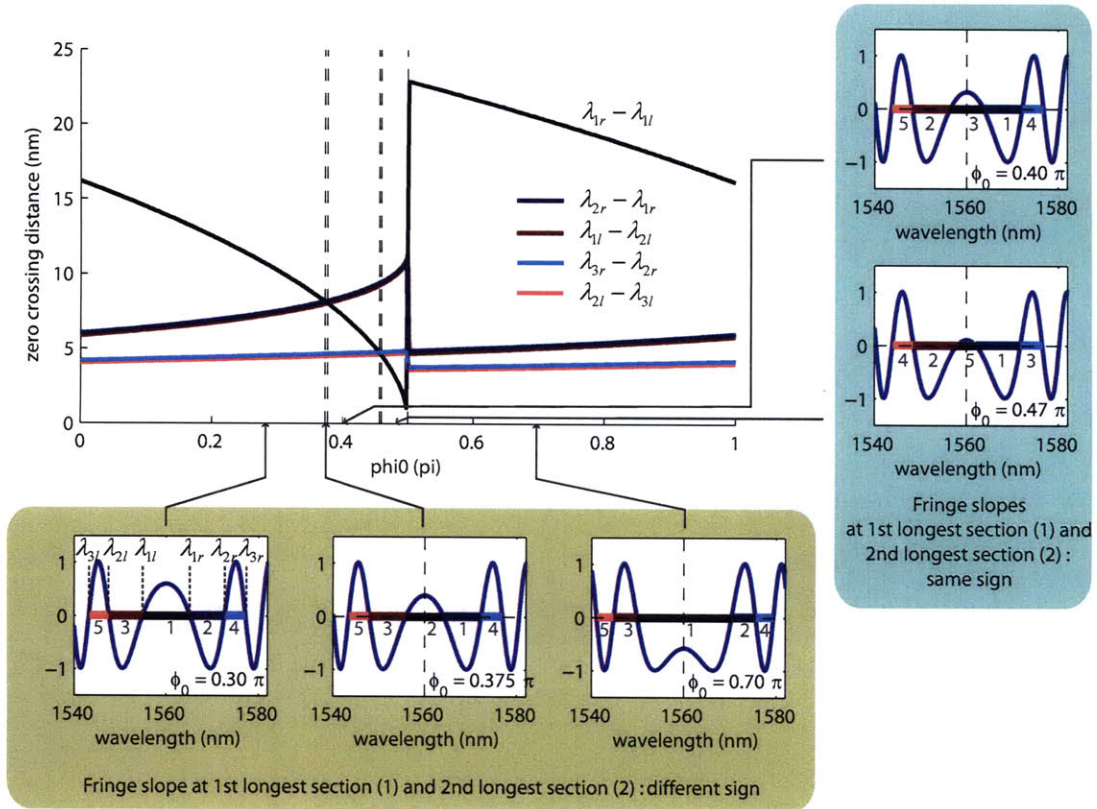 25
20
15
10
5
0
zero crossing distance (nm)
0 0.2 0.4 0.6 0.8 1
phi0 (pi)
λ1r − λ1l
λ2r − λ1r
λ1l − λ2l
λ3r − λ2r
λ2l − λ3l
1
0
−1
5 2 3 1 4
ϕ0 = 0.40 π
1540 1560 1580
wavelength (nm)
1
0
−1
4 2 5 1 3
ϕ0 = 0.47 π
1540 1560 1580
wavelength (nm)
Fringe slopes
at 1st longest section (1) and
2nd longest section (2) :
same sign
λ3l λ2l λ1l λ1r λ2r λ3r
1
0
−1
5 3 1 2 4
ϕ0 = 0.30 π
1540 1560 1580
wavelength (nm)
1
0
−1
5 3 2 1 4
ϕ0 = 0.375 π
1540 1560 1580
wavelength (nm)
1
0
−1
5 3 1 2 4
ϕ0 = 0.70 π
1540 1560 1580
wavelength (nm)
Fringe slope at 1st longest section (1) and 2nd longest section (2) : different sign